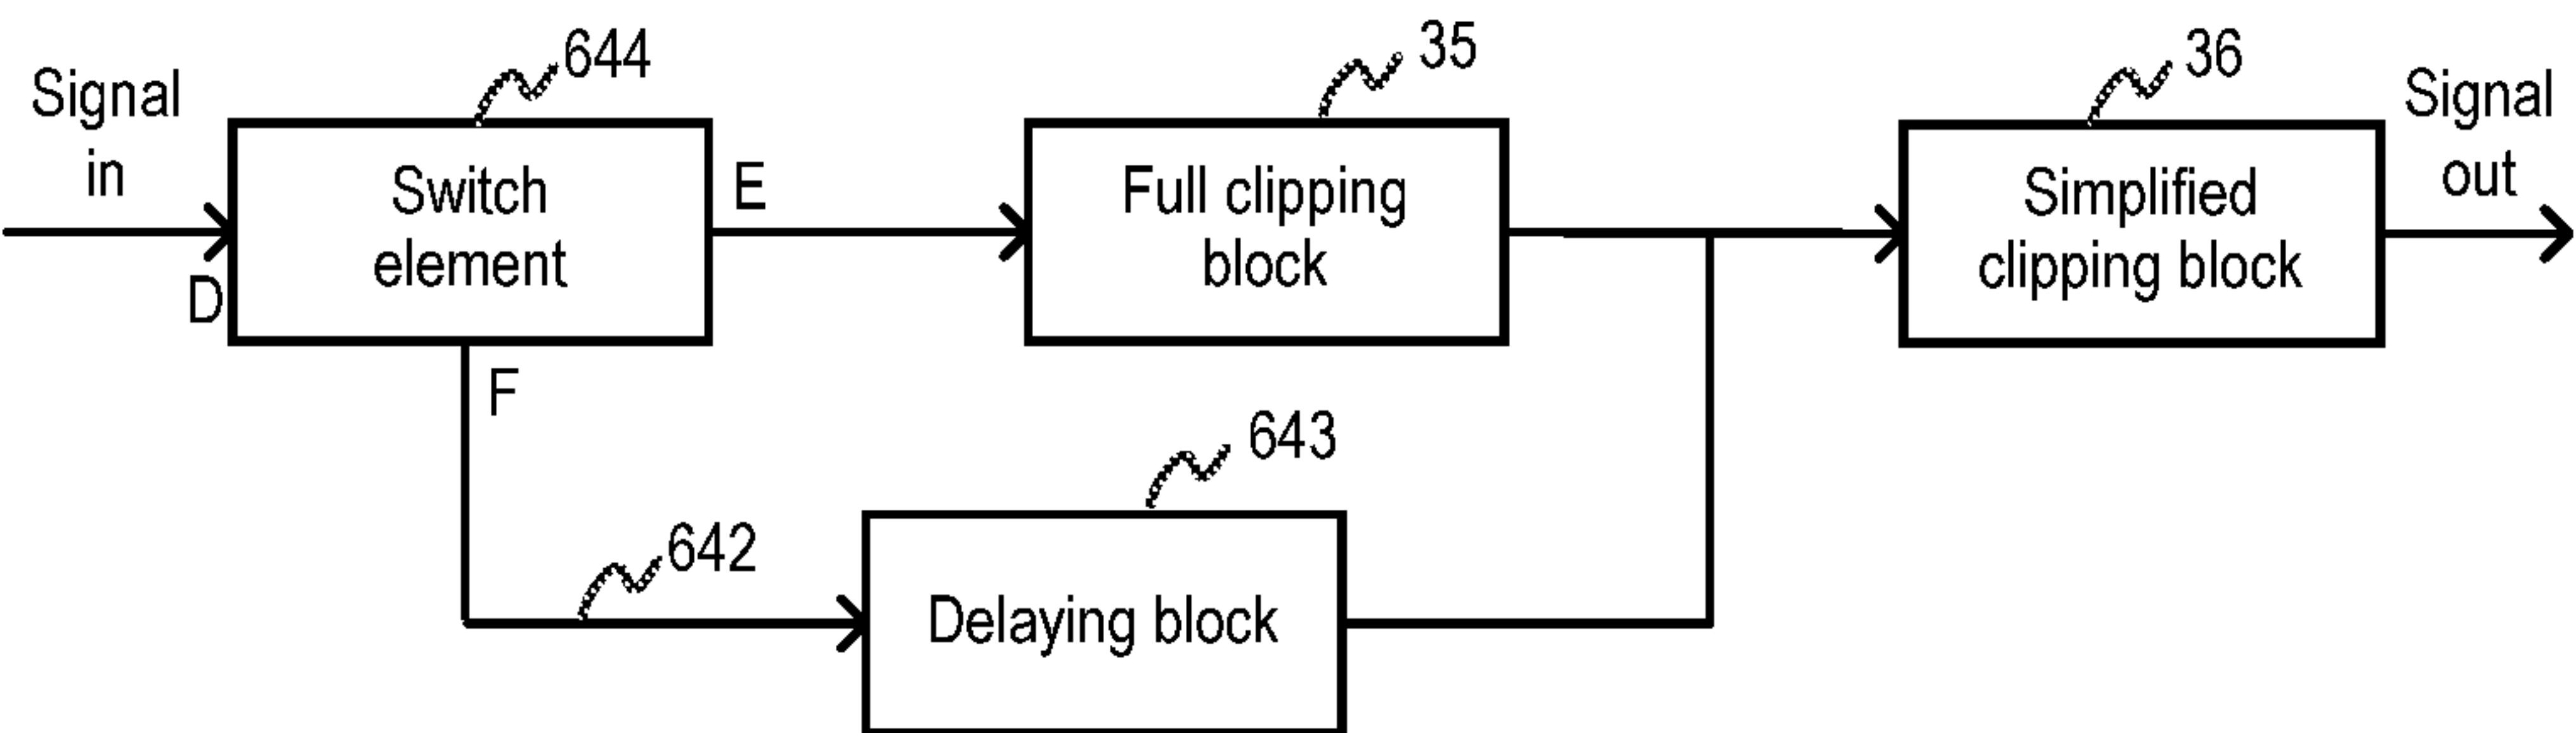 644
35
36
Signal
in
Signal
out
Switch
element
E
Full clipping
block
Simplified
clipping block
D
F
643
642
Delaying block